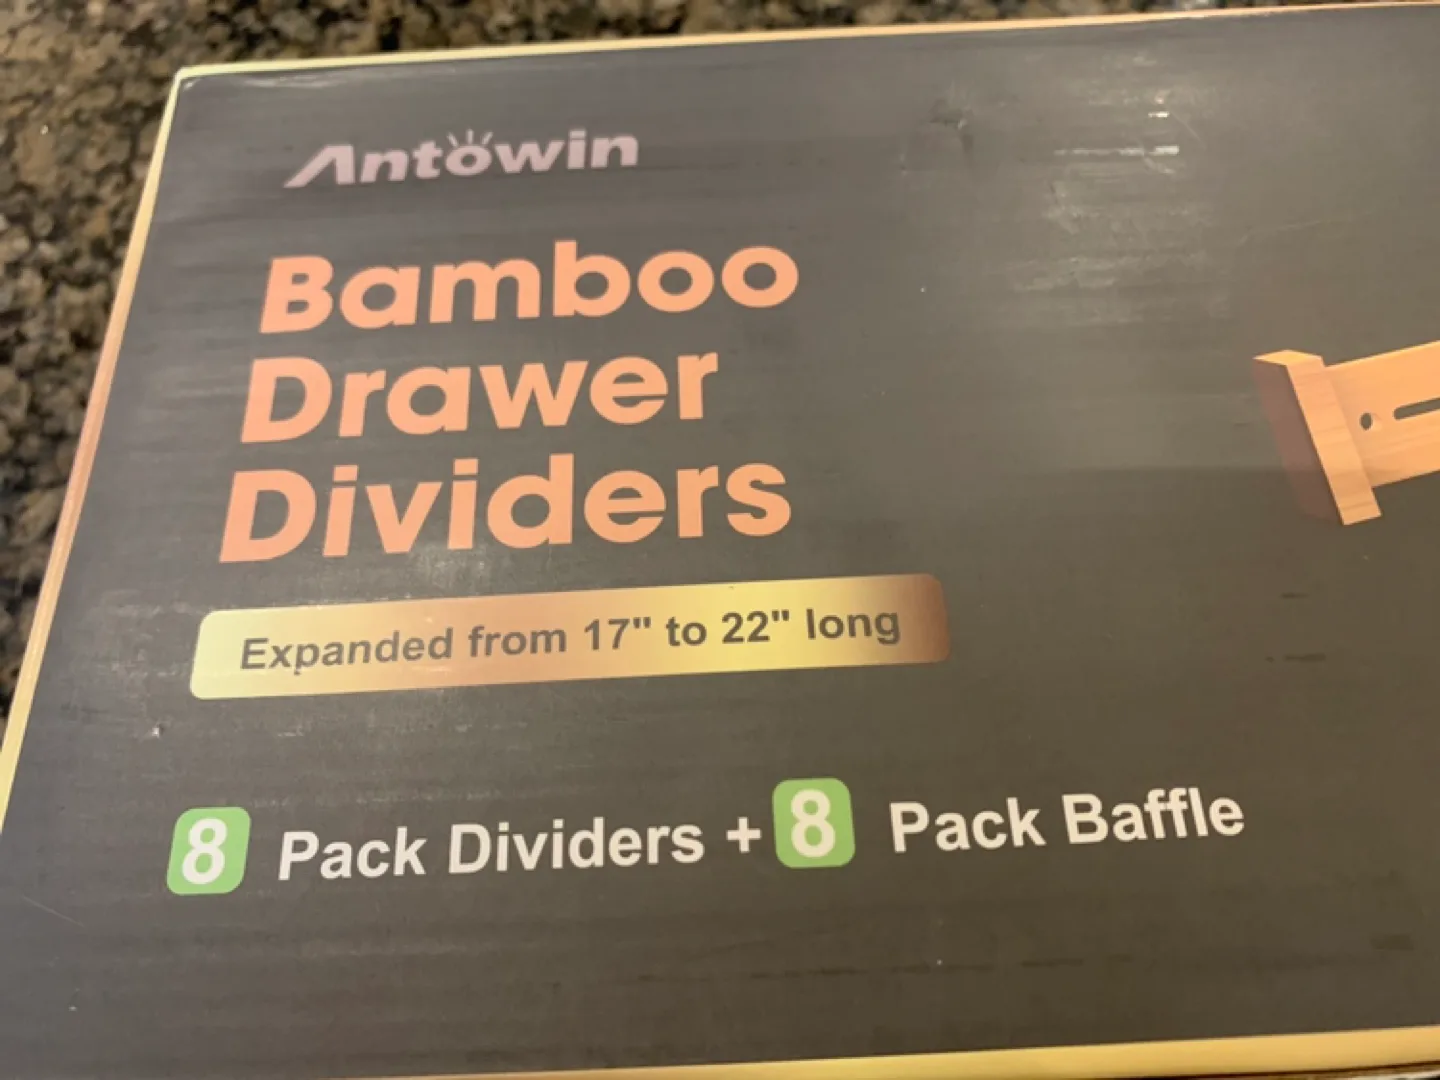 Antowin
Bamboo
Drawer
Dividers
Expanded from 17" to 22" long
8 Pack Dividers + 8 Pack Baffle